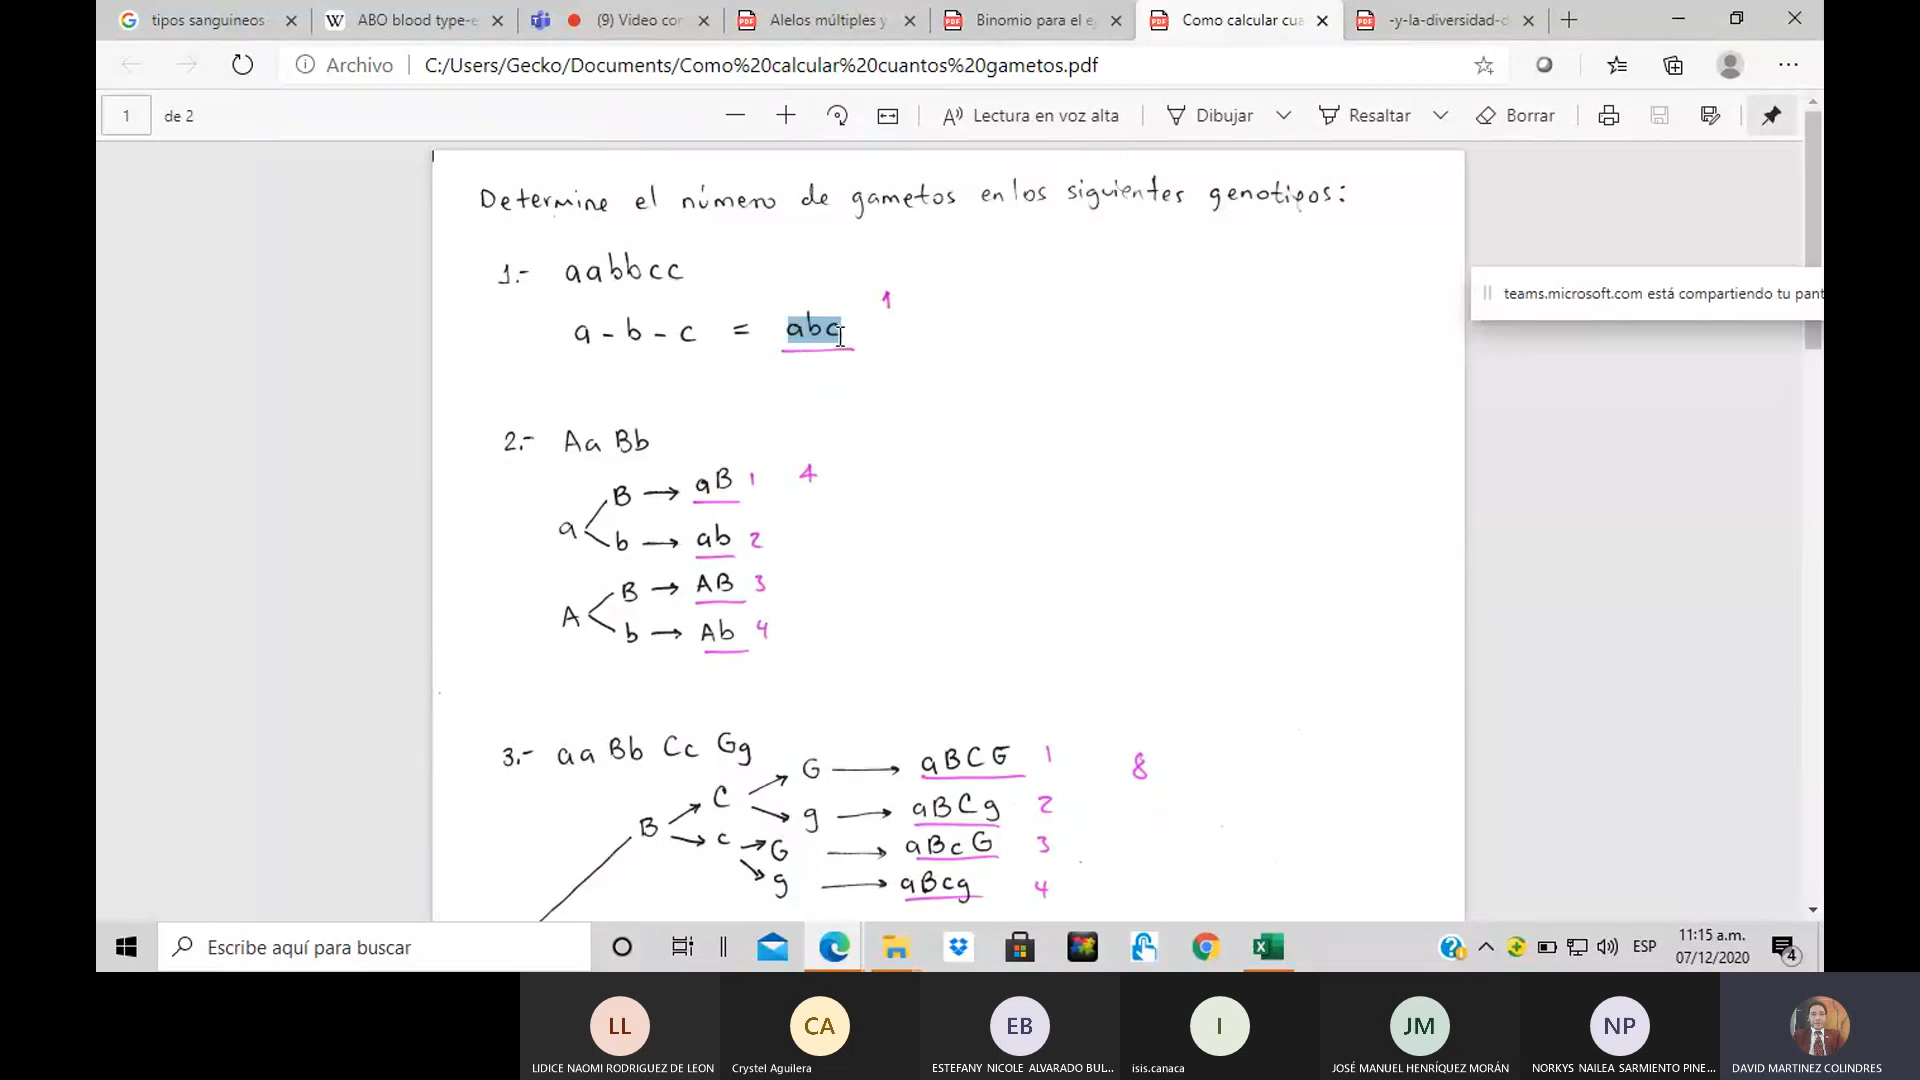 tipos sanguineos
ABO blood type-e
(9) Video cor
Alelos múltiples y
Binomio para el e
Como calcular cua
-y-la-diversidad-d
Archivo
C:/Users/Gecko/Documents/Como%20calcular%20cuantos%20gametos.pdf
1 de 2
Lectura en voz alta
Dibujar
Resaltar
Borrar
Determine el número de gametos en los siguientes genotipos:
1.- aabbcc
1
a - b - c = abc
teams.microsoft.com está compartiendo tu pant
2.- Aa Bb
4
B → aB 1
a
b → ab 2
B → AB 3
A
b → Ab 4
3.- aa Bb Cc Gg
G → aBCG 1
8
C
g → aBCg 2
B
c G → aBcG 3
g → aBcg 4
Escribe aquí para buscar
ESP
11:15 a.m.
07/12/2020
4
LL
CA
EB
I
JM
NP
LIDICE NAOMI RODRIGUEZ DE LEON
Crystel Aguilera
ESTEFANY NICOLE ALVARADO BUL...
isis.canaca
JOSÉ MANUEL HENRÍQUEZ MORÁN
NORKYS NAILEA SARMIENTO PINE...
DAVID MARTINEZ COLINDRES